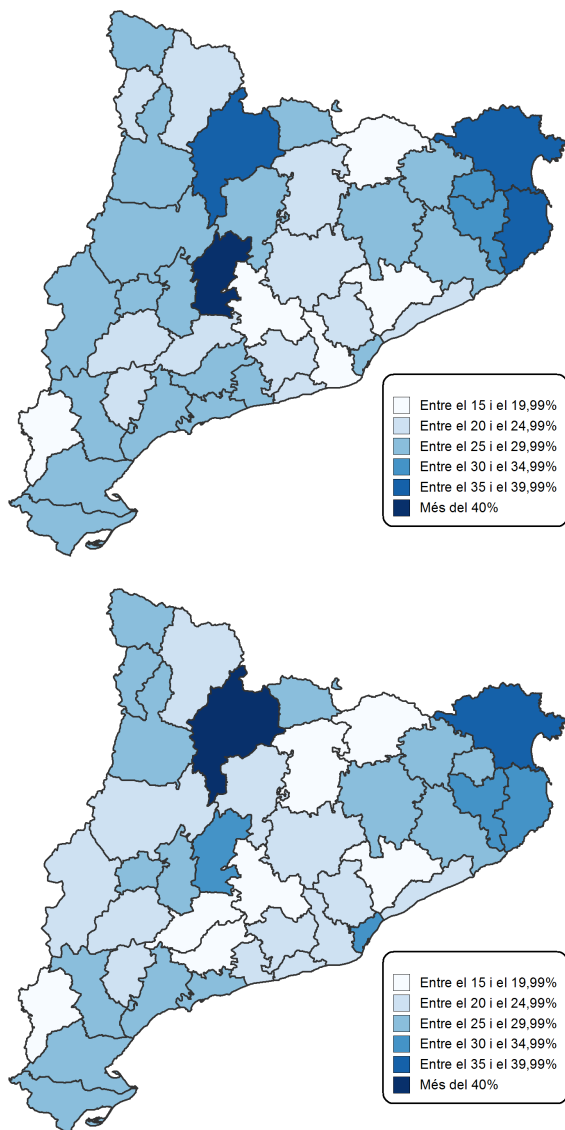 Entre el 15 i el 19,99%
Entre el 20 i el 24,99%
Entre el 25 i el 29,99%
Entre el 30 i el 34,99%
Entre el 35 i el 39,99%
Més del 40%
Entre el 15 i el 19,99%
Entre el 20 i el 24,99%
Entre el 25 i el 29,99%
Entre el 30 i el 34,99%
Entre el 35 i el 39,99%
Més del 40%